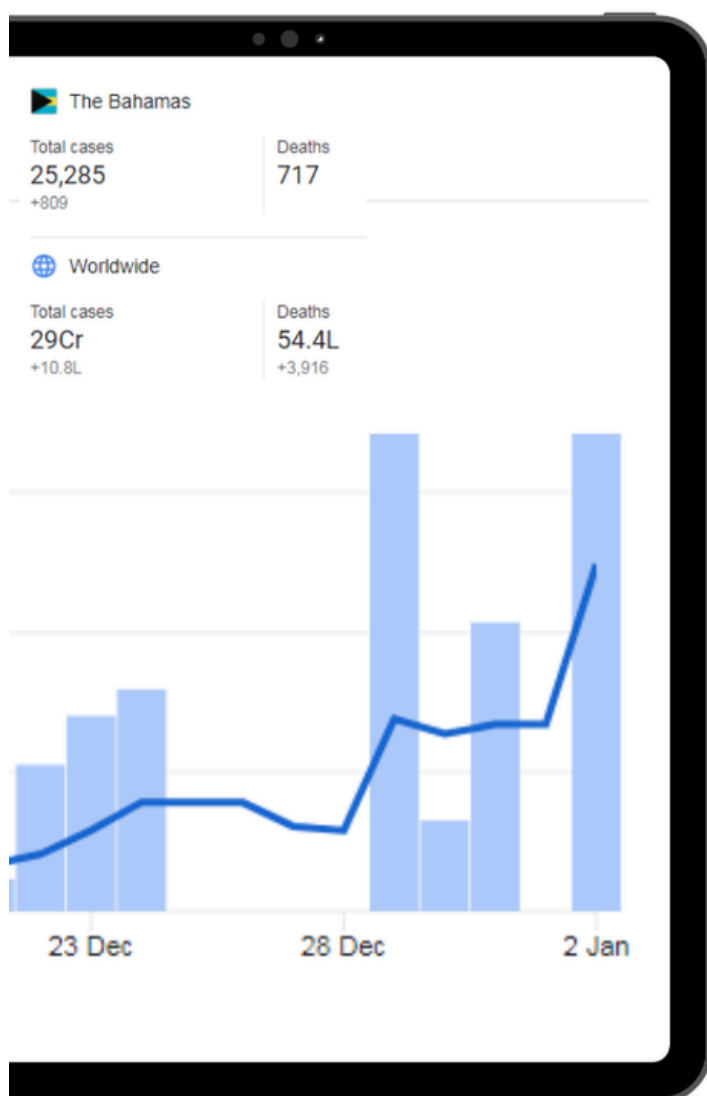 The Bahamas
Total cases
Deaths
25,285
717
+809
Worldwide
Total cases
Deaths
29Cr
54.4L
+10.8L
+3,916
23 Dec
28 Dec
2 Jan